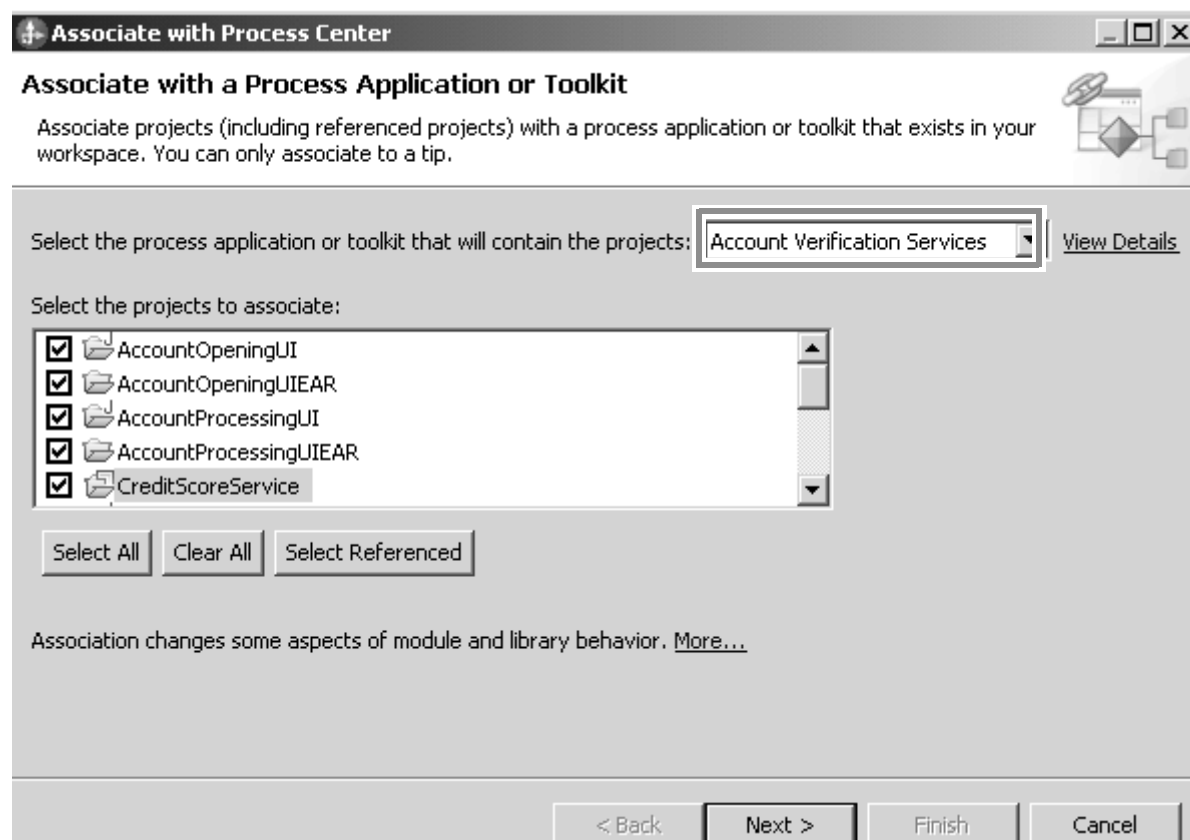 Associate with Process Center
Associate with a Process Application or Toolkit
Associate projects (including referenced projects) with a process application or toolkit that exists in your
workspace. You can only associate to a tip.
Select the process application or toolkit that will contain the projects: Account Verification Services View Details
Select the projects to associate:
AccountOpeningUI
AccountOpeningUIEAR
AccountProcessingUI
AccountProcessingUIEAR
CreditScoreService
Select All Clear All Select Referenced
Association changes some aspects of module and library behavior. More...
< Back Next > Finish Cancel